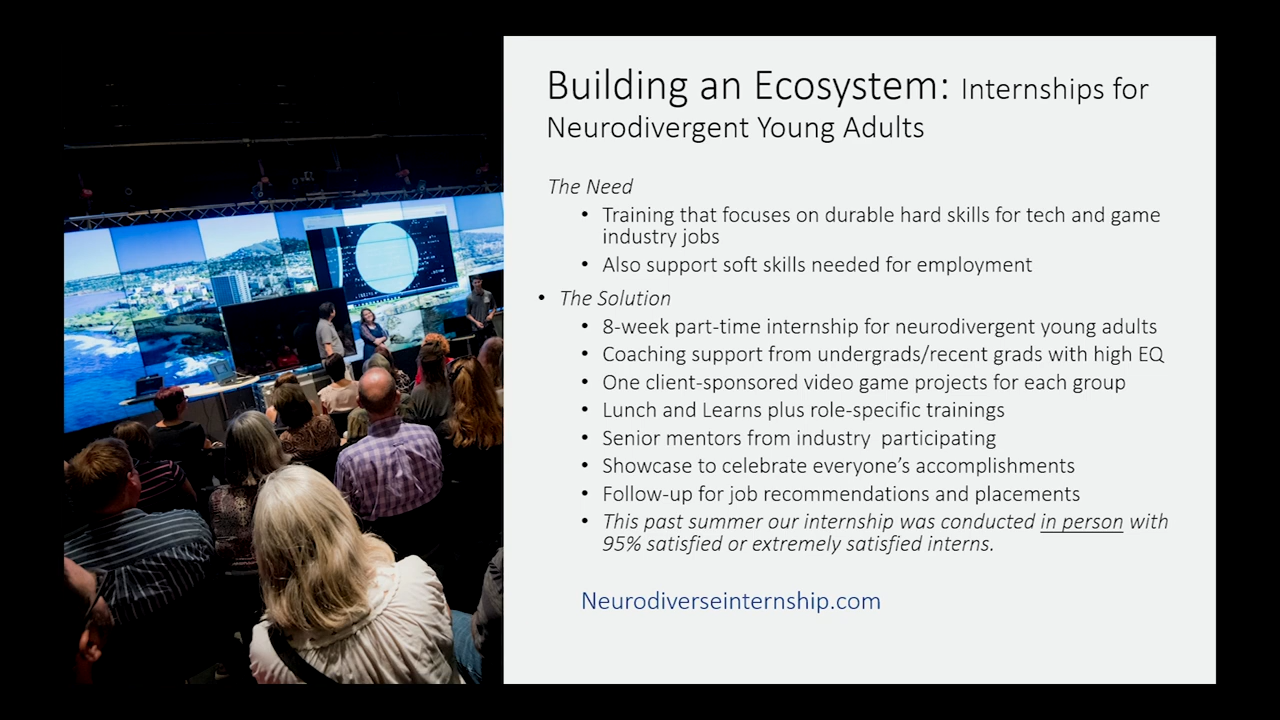 Building an Ecosystem: Internships for
Neurodivergent Young Adults
The Need
• Training that focuses on durable hard skills for tech and game
industry jobs
• Also support soft skills needed for employment
• The Solution
• 8-week part-time internship for neurodivergent young adults
• Coaching support from undergrads/recent grads with high EQ
• One client-sponsored video game projects for each group
• Lunch and Learns plus role-specific trainings
• Senior mentors from industry  participating
• Showcase to celebrate everyone’s accomplishments
• Follow-up for job recommendations and placements
• This past summer our internship was conducted in person with
95% satisfied or extremely satisfied interns.
Neurodiverseinternship.com